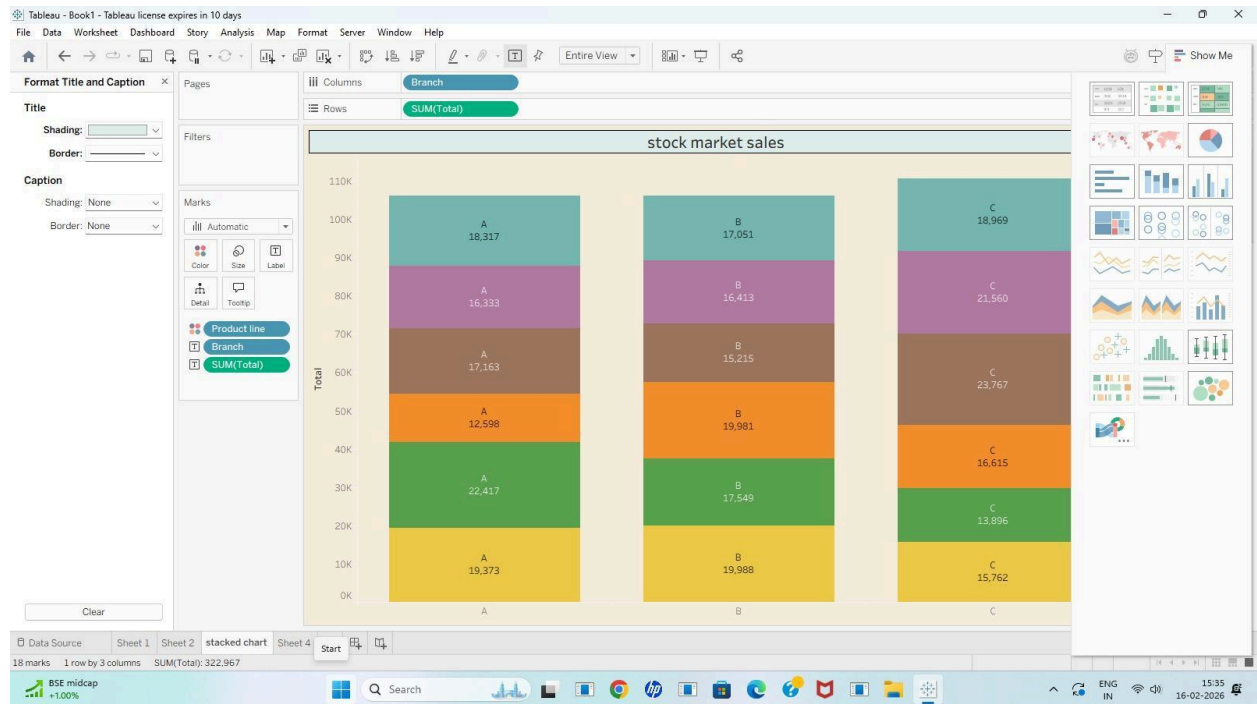 Tableau - Book1 - Tableau license expires in 10 days
File Data Worksheet Dashboard Story Analysis Map Format Server Window Help
Entire View
Show Me
Format Title and Caption
Title
Shading:
Border:
Caption
Shading: None
Border: None
Clear
Pages
Filters
Marks
Automatic
Color Size Label
Detail Tooltip
Product line
Branch
SUM(Total)
Columns Branch
Rows SUM(Total)
stock market sales
Total
110K
100K
90K
80K
70K
60K
50K
40K
30K
20K
10K
0K
A
18,317
A
16,333
A
17,163
A
12,598
A
22,417
A
19,373
B
17,051
B
16,413
B
15,215
B
19,981
B
17,549
B
19,988
C
18,969
C
21,560
C
23,767
C
16,615
C
13,896
C
15,762
A B C
Data Source Sheet 1 Sheet 2 stacked chart Sheet 4
Start
18 marks 1 row by 3 columns SUM(Total): 322,967
BSE midcap
+1.00%
Search
ENG
IN
15:35
16-02-2026